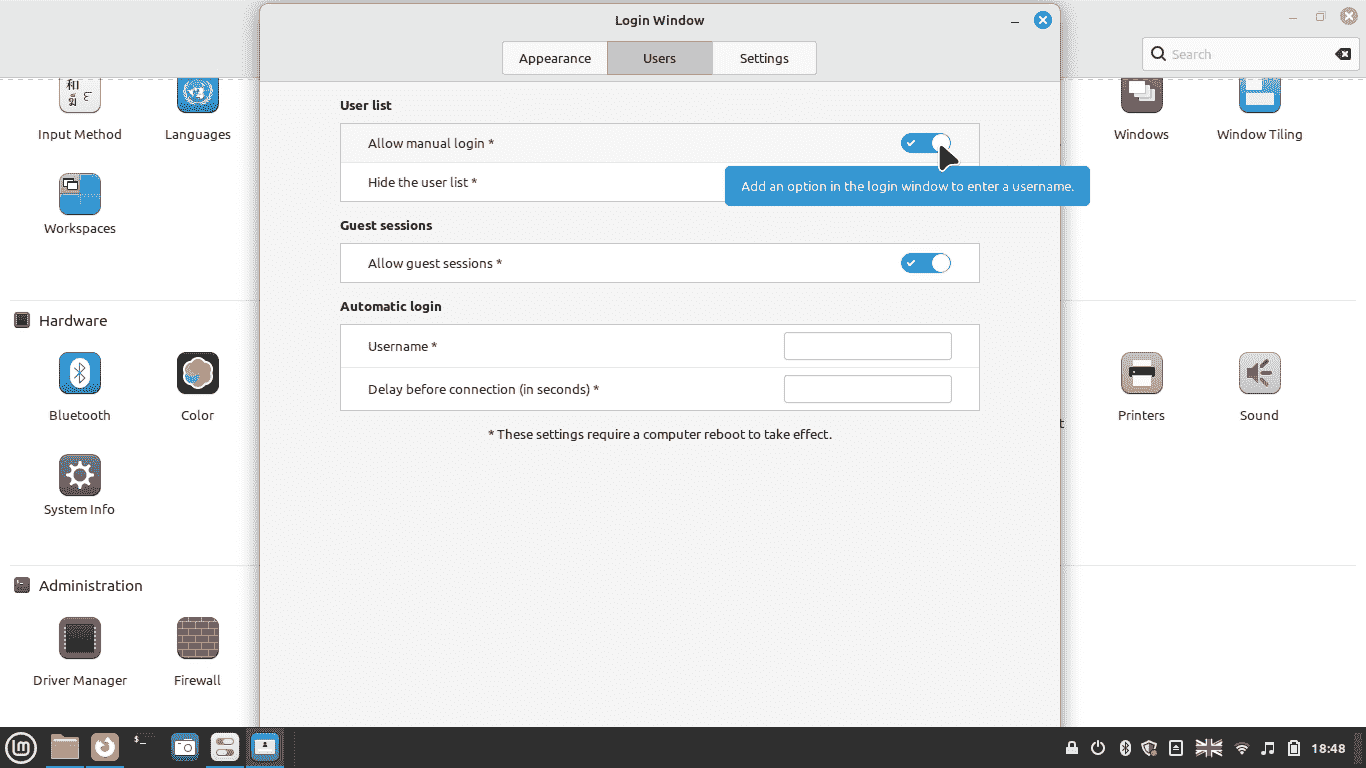 Login Window
Appearance
Users
Settings
Search
Input Method
Languages
Windows
Window Tiling
Workspaces
User list
Allow manual login *
Hide the user list *
Add an option in the login window to enter a username.
Guest sessions
Allow guest sessions *
Automatic login
Username *
Delay before connection (in seconds) *
* These settings require a computer reboot to take effect.
Hardware
Bluetooth
Color
Printers
Sound
System Info
Administration
Driver Manager
Firewall
18:48